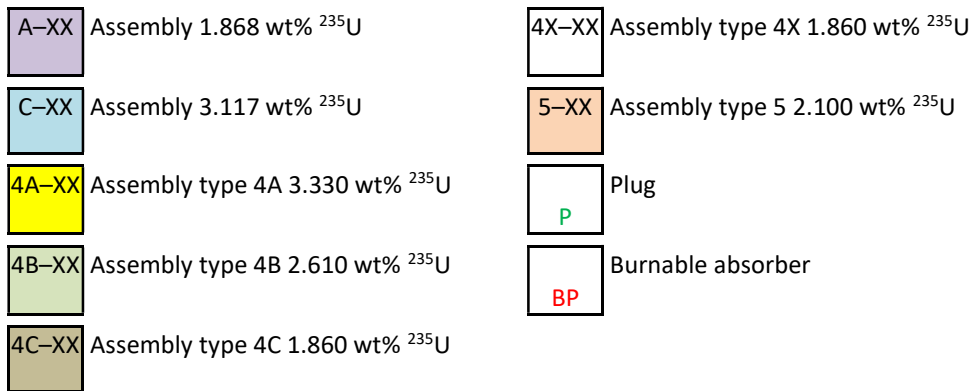 A–XX Assembly 1.868 wt% ²³⁵U
C–XX Assembly 3.117 wt% ²³⁵U
4A–XX Assembly type 4A 3.330 wt% ²³⁵U
4B–XX Assembly type 4B 2.610 wt% ²³⁵U
4C–XX Assembly type 4C 1.860 wt% ²³⁵U
4X–XX Assembly type 4X 1.860 wt% ²³⁵U
5–XX Assembly type 5 2.100 wt% ²³⁵U
P Plug
BP Burnable absorber